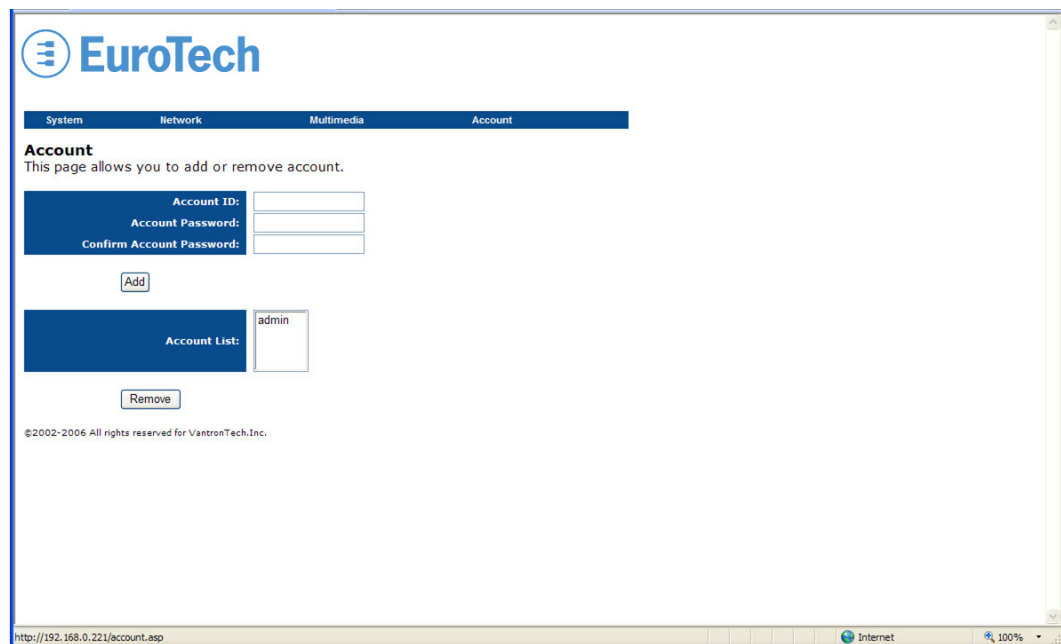 EuroTech
System Network Multimedia Account
Account
This page allows you to add or remove account.
Account ID:
Account Password:
Confirm Account Password:
Add
Account List:
admin
Remove
©2002-2006 All rights reserved for VantronTech.Inc.
http://192.168.0.221/account.asp Internet 100%